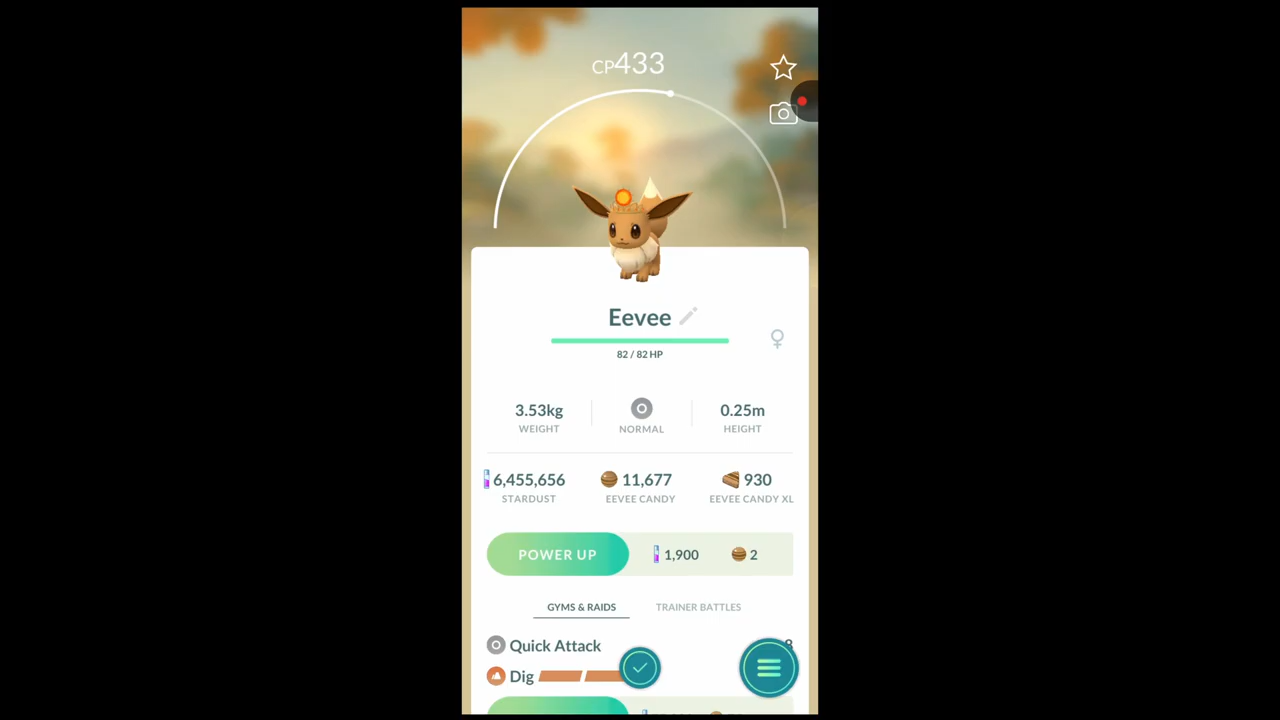 CP433
Eevee
82 / 82 HP
3.53kg
WEIGHT
NORMAL
0.25m
HEIGHT
6,455,656
STARDUST
11,677
EEVEE CANDY
930
EEVEE CANDY XL
POWER UP
1,900
2
GYMS & RAIDS
TRAINER BATTLES
Quick Attack
Dig